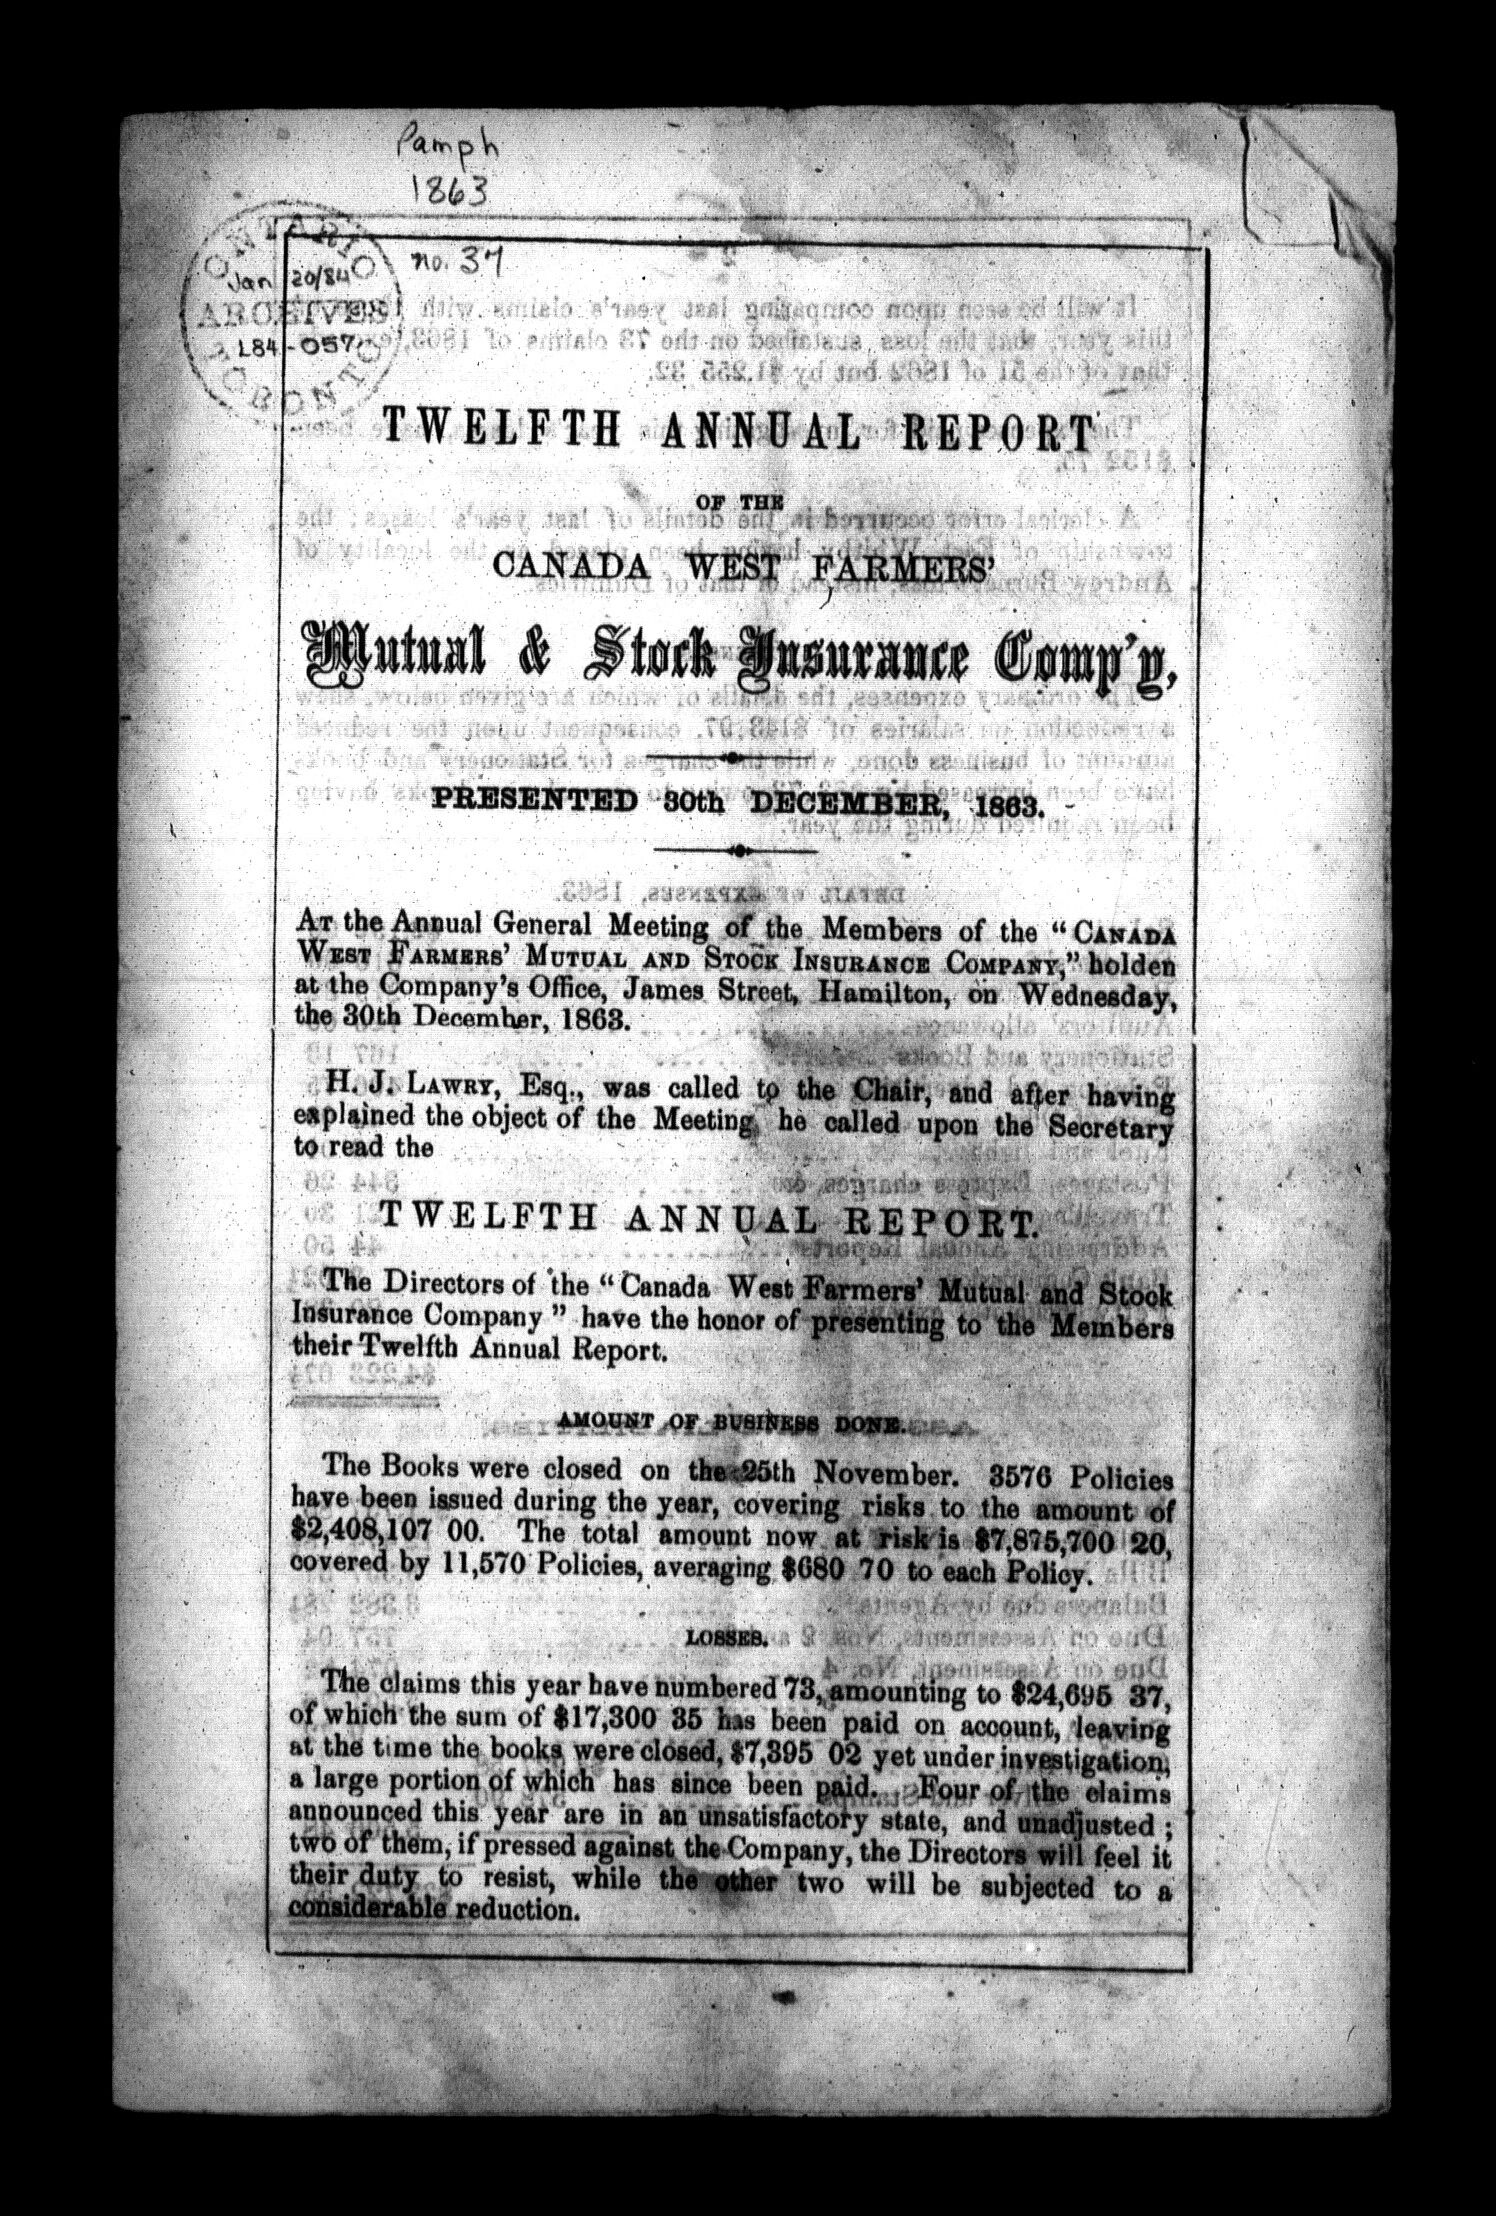 Pamph
1863
no. 37
ONTARIO
Jan 20/84
ARCHIVES
L84-057
TORONTO
TWELFTH ANNUAL REPORT
OF THE
CANADA WEST FARMERS'
Mutual & Stock Insurance Comp'y,
PRESENTED 30th DECEMBER, 1863.
AT the Annual General Meeting of the Members of the "CANADA
WEST FARMERS' MUTUAL AND STOCK INSURANCE COMPANY," holden
at the Company's Office, James Street, Hamilton, on Wednesday,
the 30th December, 1863.
H. J. LAWRY, Esq., was called to the Chair, and after having
explained the object of the Meeting, he called upon the Secretary
to read the
TWELFTH ANNUAL REPORT.
The Directors of the "Canada West Farmers' Mutual and Stock
Insurance Company" have the honor of presenting to the Members
their Twelfth Annual Report.
AMOUNT OF BUSINESS DONE.
The Books were closed on the 25th November. 3576 Policies
have been issued during the year, covering risks to the amount of
$2,408,107 00. The total amount now at risk is $7,875,700 20,
covered by 11,570 Policies, averaging $680 70 to each Policy.
LOSSES.
The claims this year have numbered 73, amounting to $24,695 37,
of which the sum of $17,300 35 has been paid on account, leaving
at the time the books were closed, $7,395 02 yet under investigation,
a large portion of which has since been paid. Four of the claims
announced this year are in an unsatisfactory state, and unadjusted;
two of them, if pressed against the Company, the Directors will feel it
their duty to resist, while the other two will be subjected to a
considerable reduction.